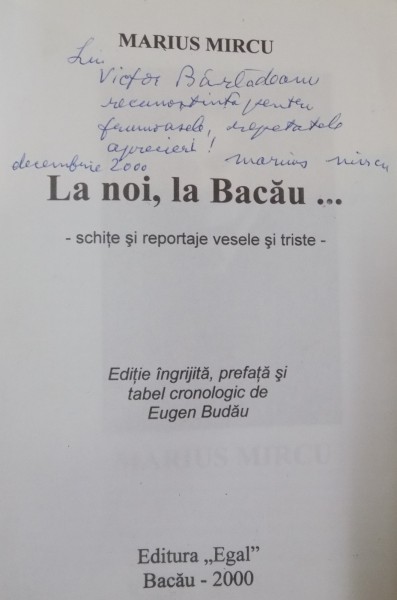 MARIUS MIRCU
Lui
Victor Bârlădeanu
recunoștință pentru
frumoasele, repetatele
aprecieri!
decembrie 2000 Marius Mircu
La noi, la Bacău ...
- schițe și reportaje vesele și triste -
Ediție îngrijită, prefață și
tabel cronologic de
Eugen Budău
MARIUS MIRCU
Editura „Egal”
Bacău - 2000